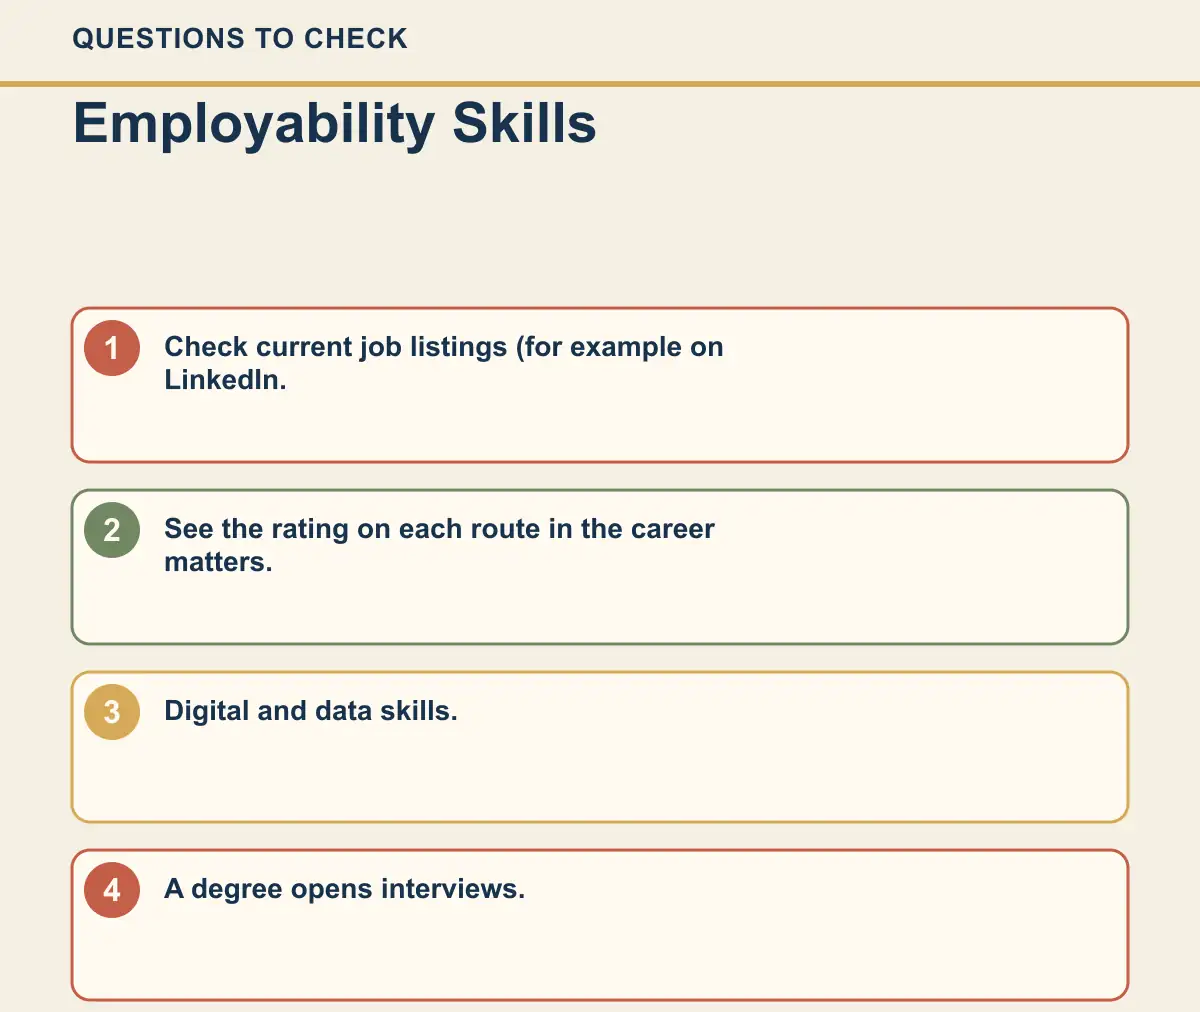 QUESTIONS TO CHECK
Employability Skills
1
Check current job listings (for example on
LinkedIn.
2
See the rating on each route in the career
matters.
3
Digital and data skills.
4
A degree opens interviews.